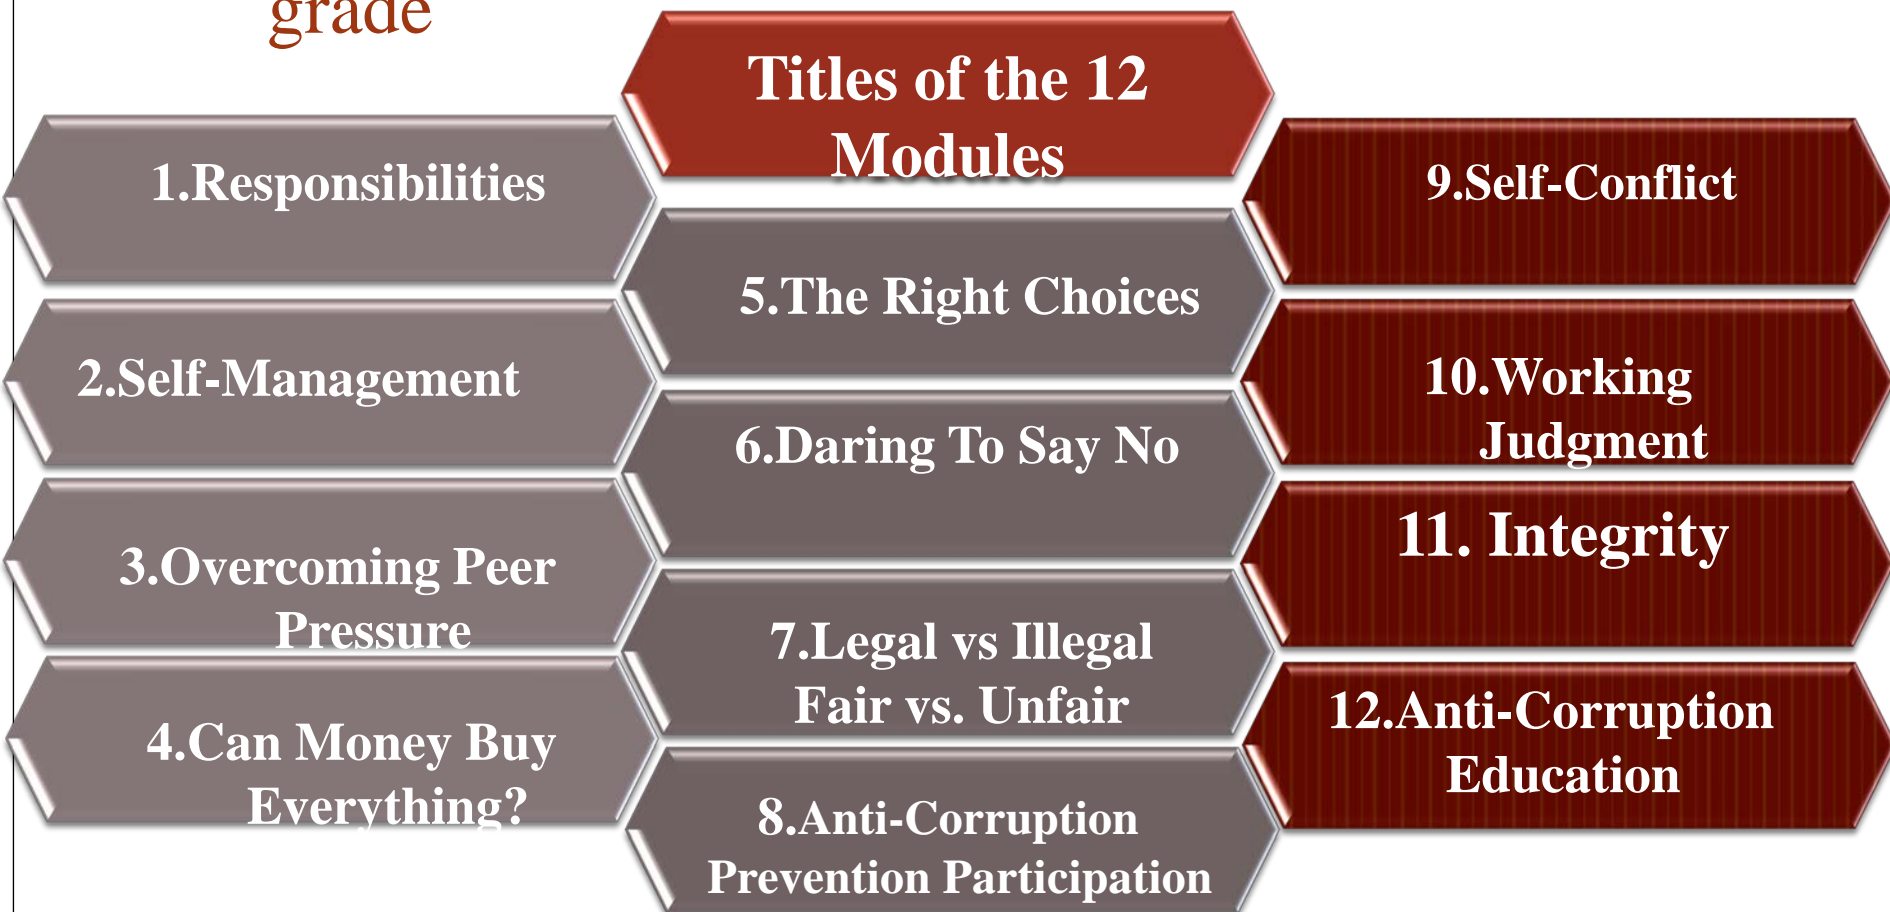 grade
Titles of the 12
Modules
1.Responsibilities
2.Self-Management
3.Overcoming Peer
Pressure
4.Can Money Buy
Everything?
5.The Right Choices
6.Daring To Say No
7.Legal vs Illegal
Fair vs. Unfair
8.Anti-Corruption
Prevention Participation
9.Self-Conflict
10.Working
Judgment
11. Integrity
12.Anti-Corruption
Education